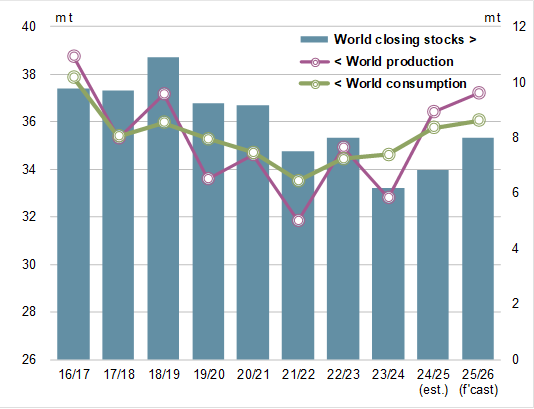 mt
mt
40
38
36
34
32
30
28
26
12
10
8
6
4
2
0
World closing stocks >
< World production
< World consumption
16/17 17/18 18/19 19/20 20/21 21/22 22/23 23/24 24/25 25/26
(est.) (f'cast)